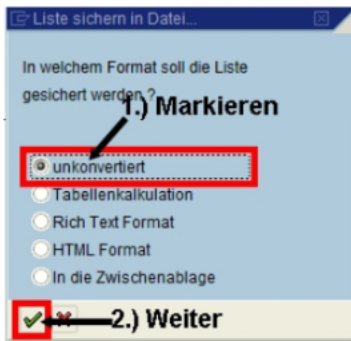 Liste sichern in Datei...
In welchem Format soll die Liste
gesichert werden ?
1.) Markieren
unkonvertiert
Tabellenkalkulation
Rich Text Format
HTML Format
In die Zwischenablage
2.) Weiter